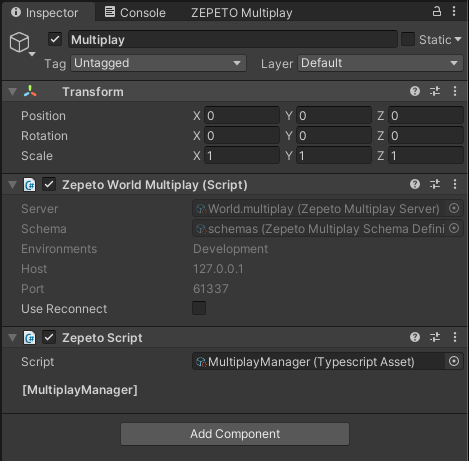 Inspector Console ZEPETO Multiplay
Multiplay Static
Tag Untagged Layer Default
Transform
Position X 0 Y 0 Z 0
Rotation X 0 Y 0 Z 0
Scale X 1 Y 1 Z 1
Zepeto World Multiplay (Script)
Server World.multiplay (Zepeto Multiplay Server)
Schema schemas (Zepeto Multiplay Schema Defini
Environments Development
Host 127.0.0.1
Port 61337
Use Reconnect
Zepeto Script
Script MultiplayManager (Typescript Asset)
[MultiplayManager]
Add Component